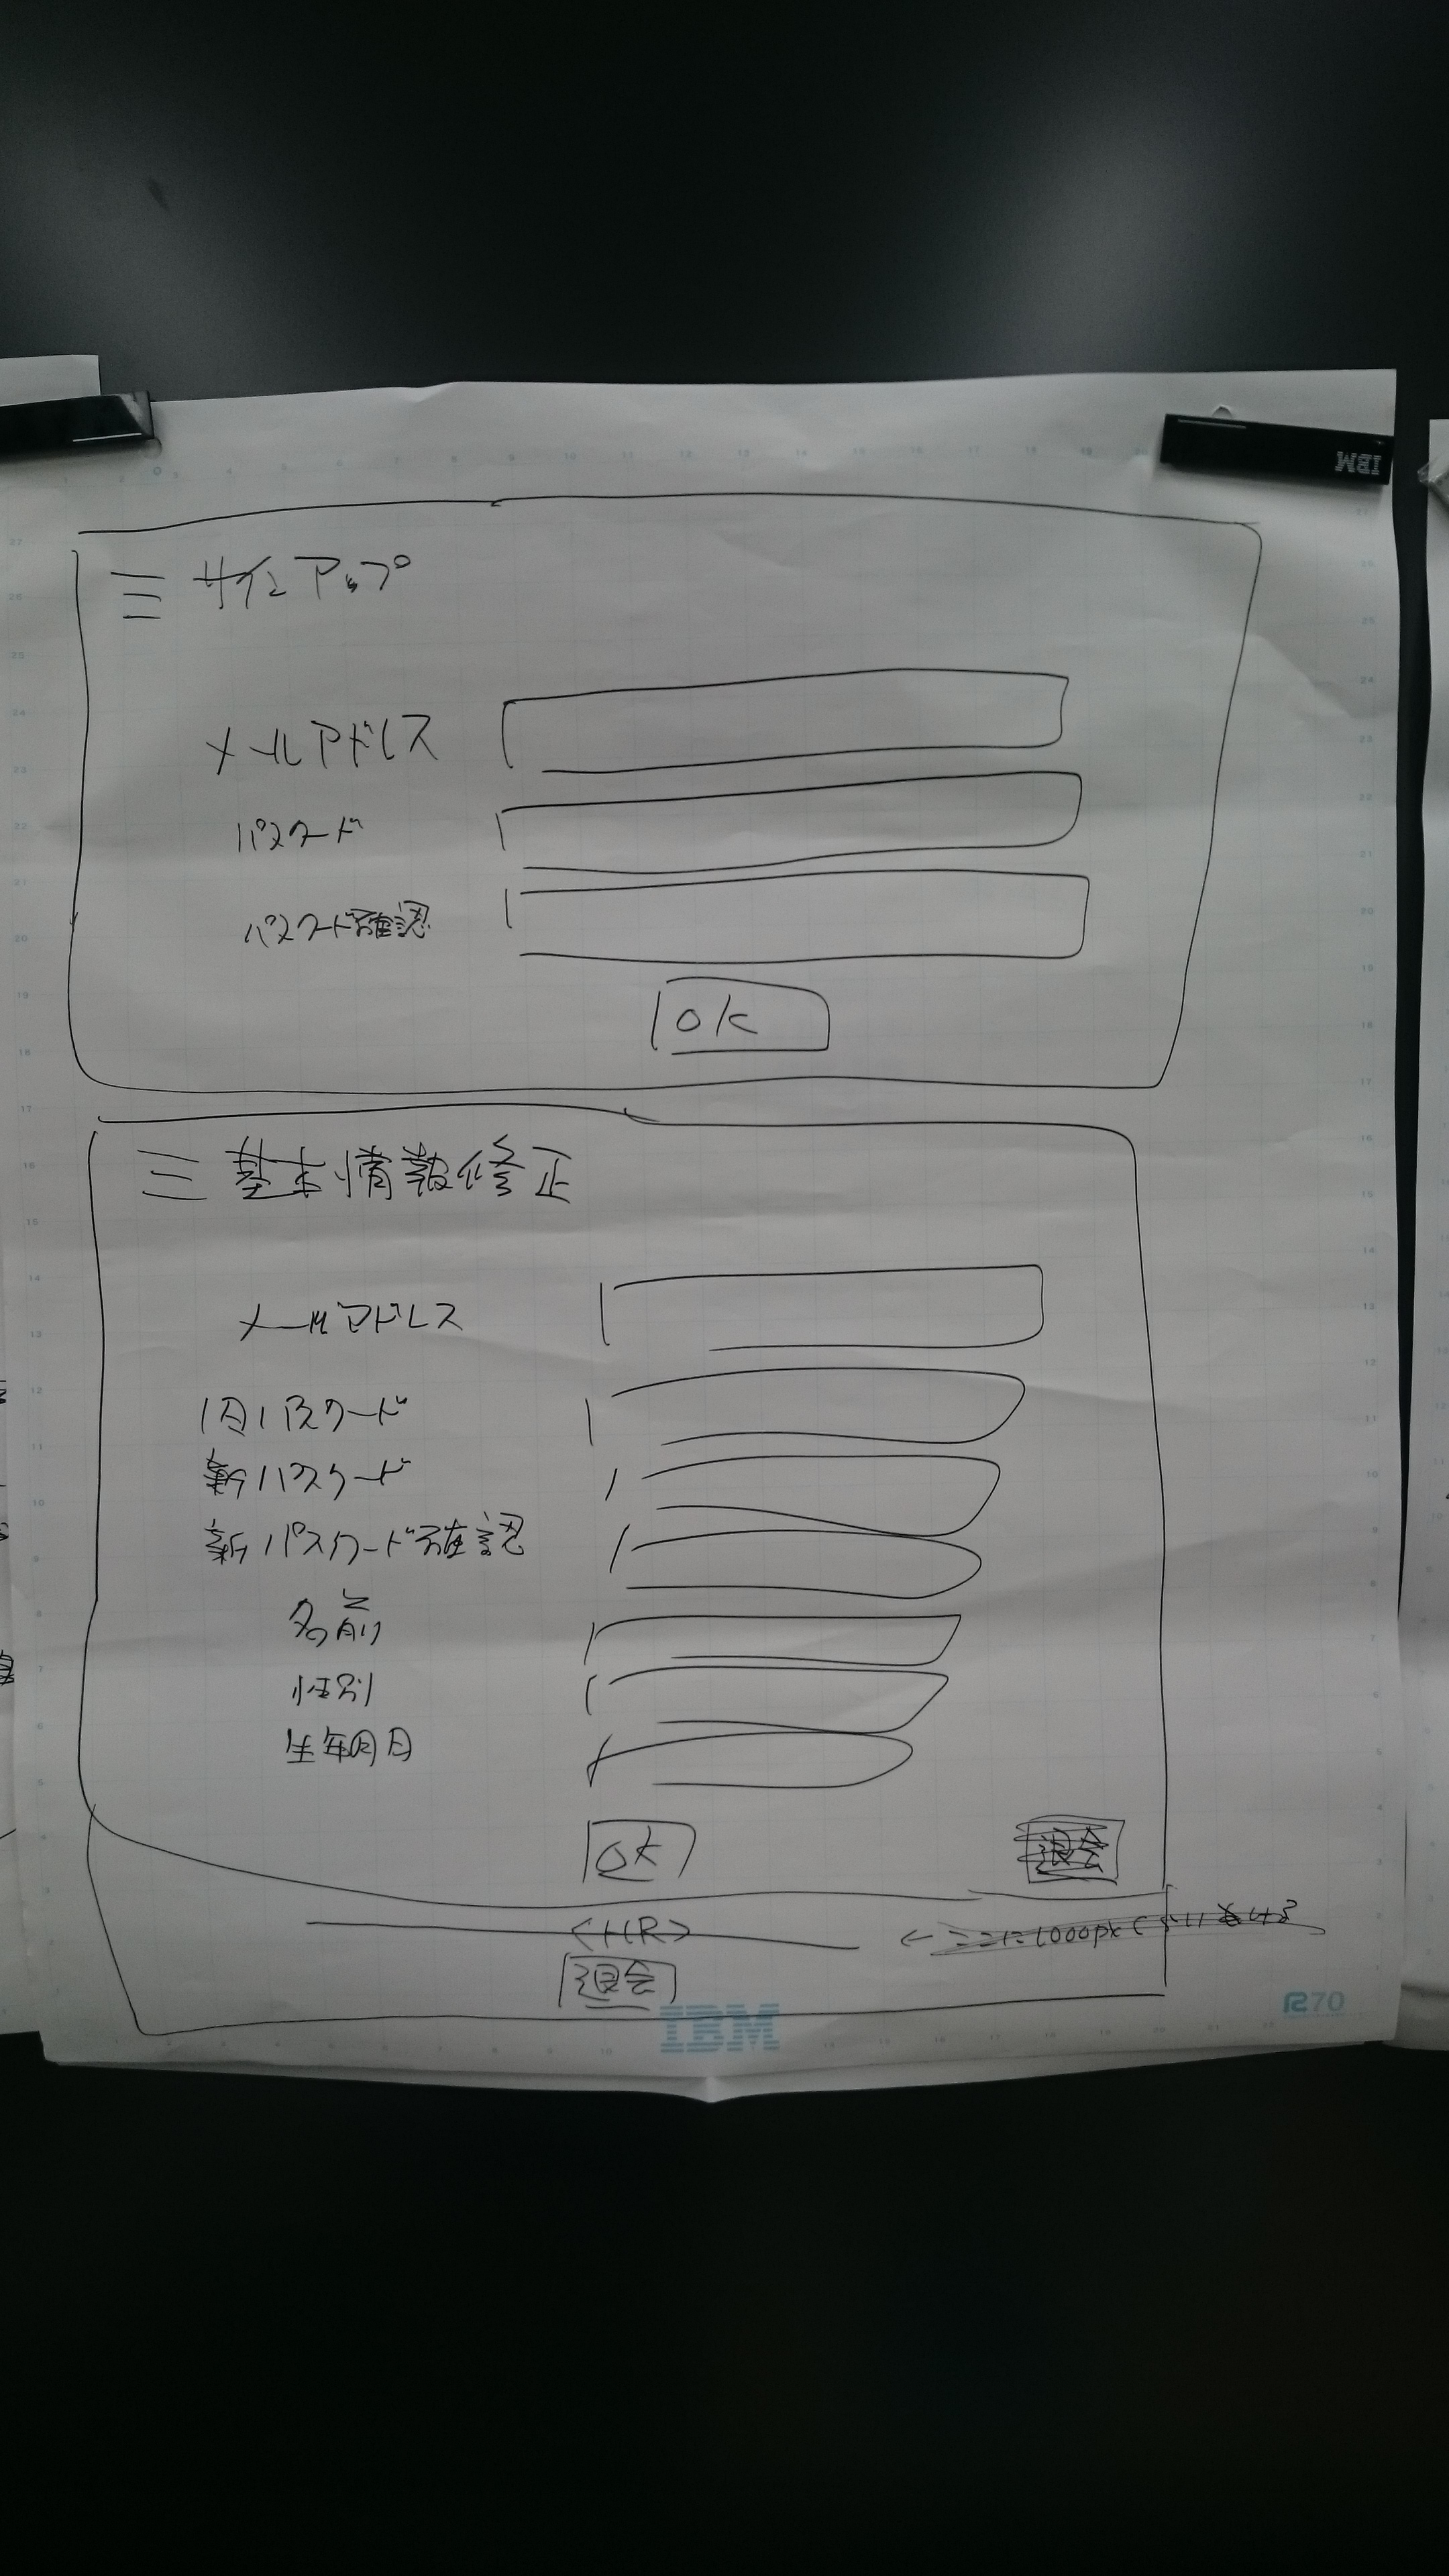 IBM
三 サインアップ
メールアドレス
パスワード
パスワード確認
OK
三 基本情報修正
メールアドレス
旧パスワード
新パスワード
新パスワード確認
名前
性別
生年月日
OK
退会
<HR>
← ここに1000pxくらい
退会
IBM
R70